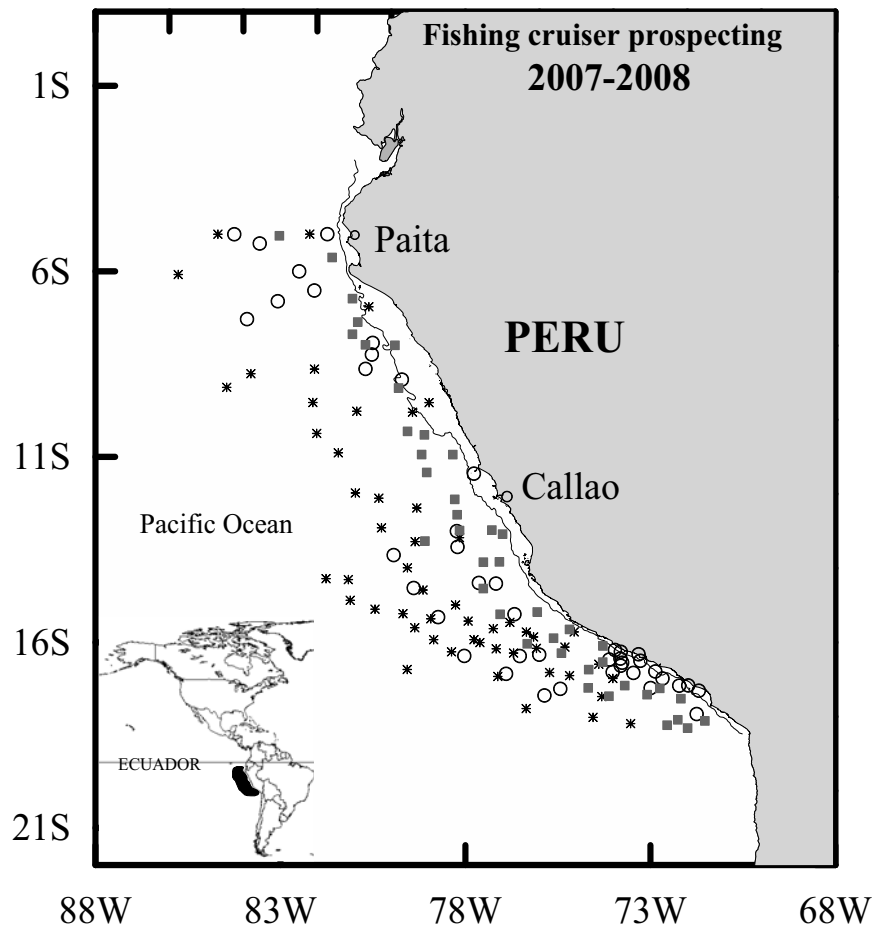 Fishing cruiser prospecting
2007-2008
1S
Paita
6S
PERU
11S
Callao
Pacific Ocean
16S
ECUADOR
21S
88W 83W 78W 73W 68W